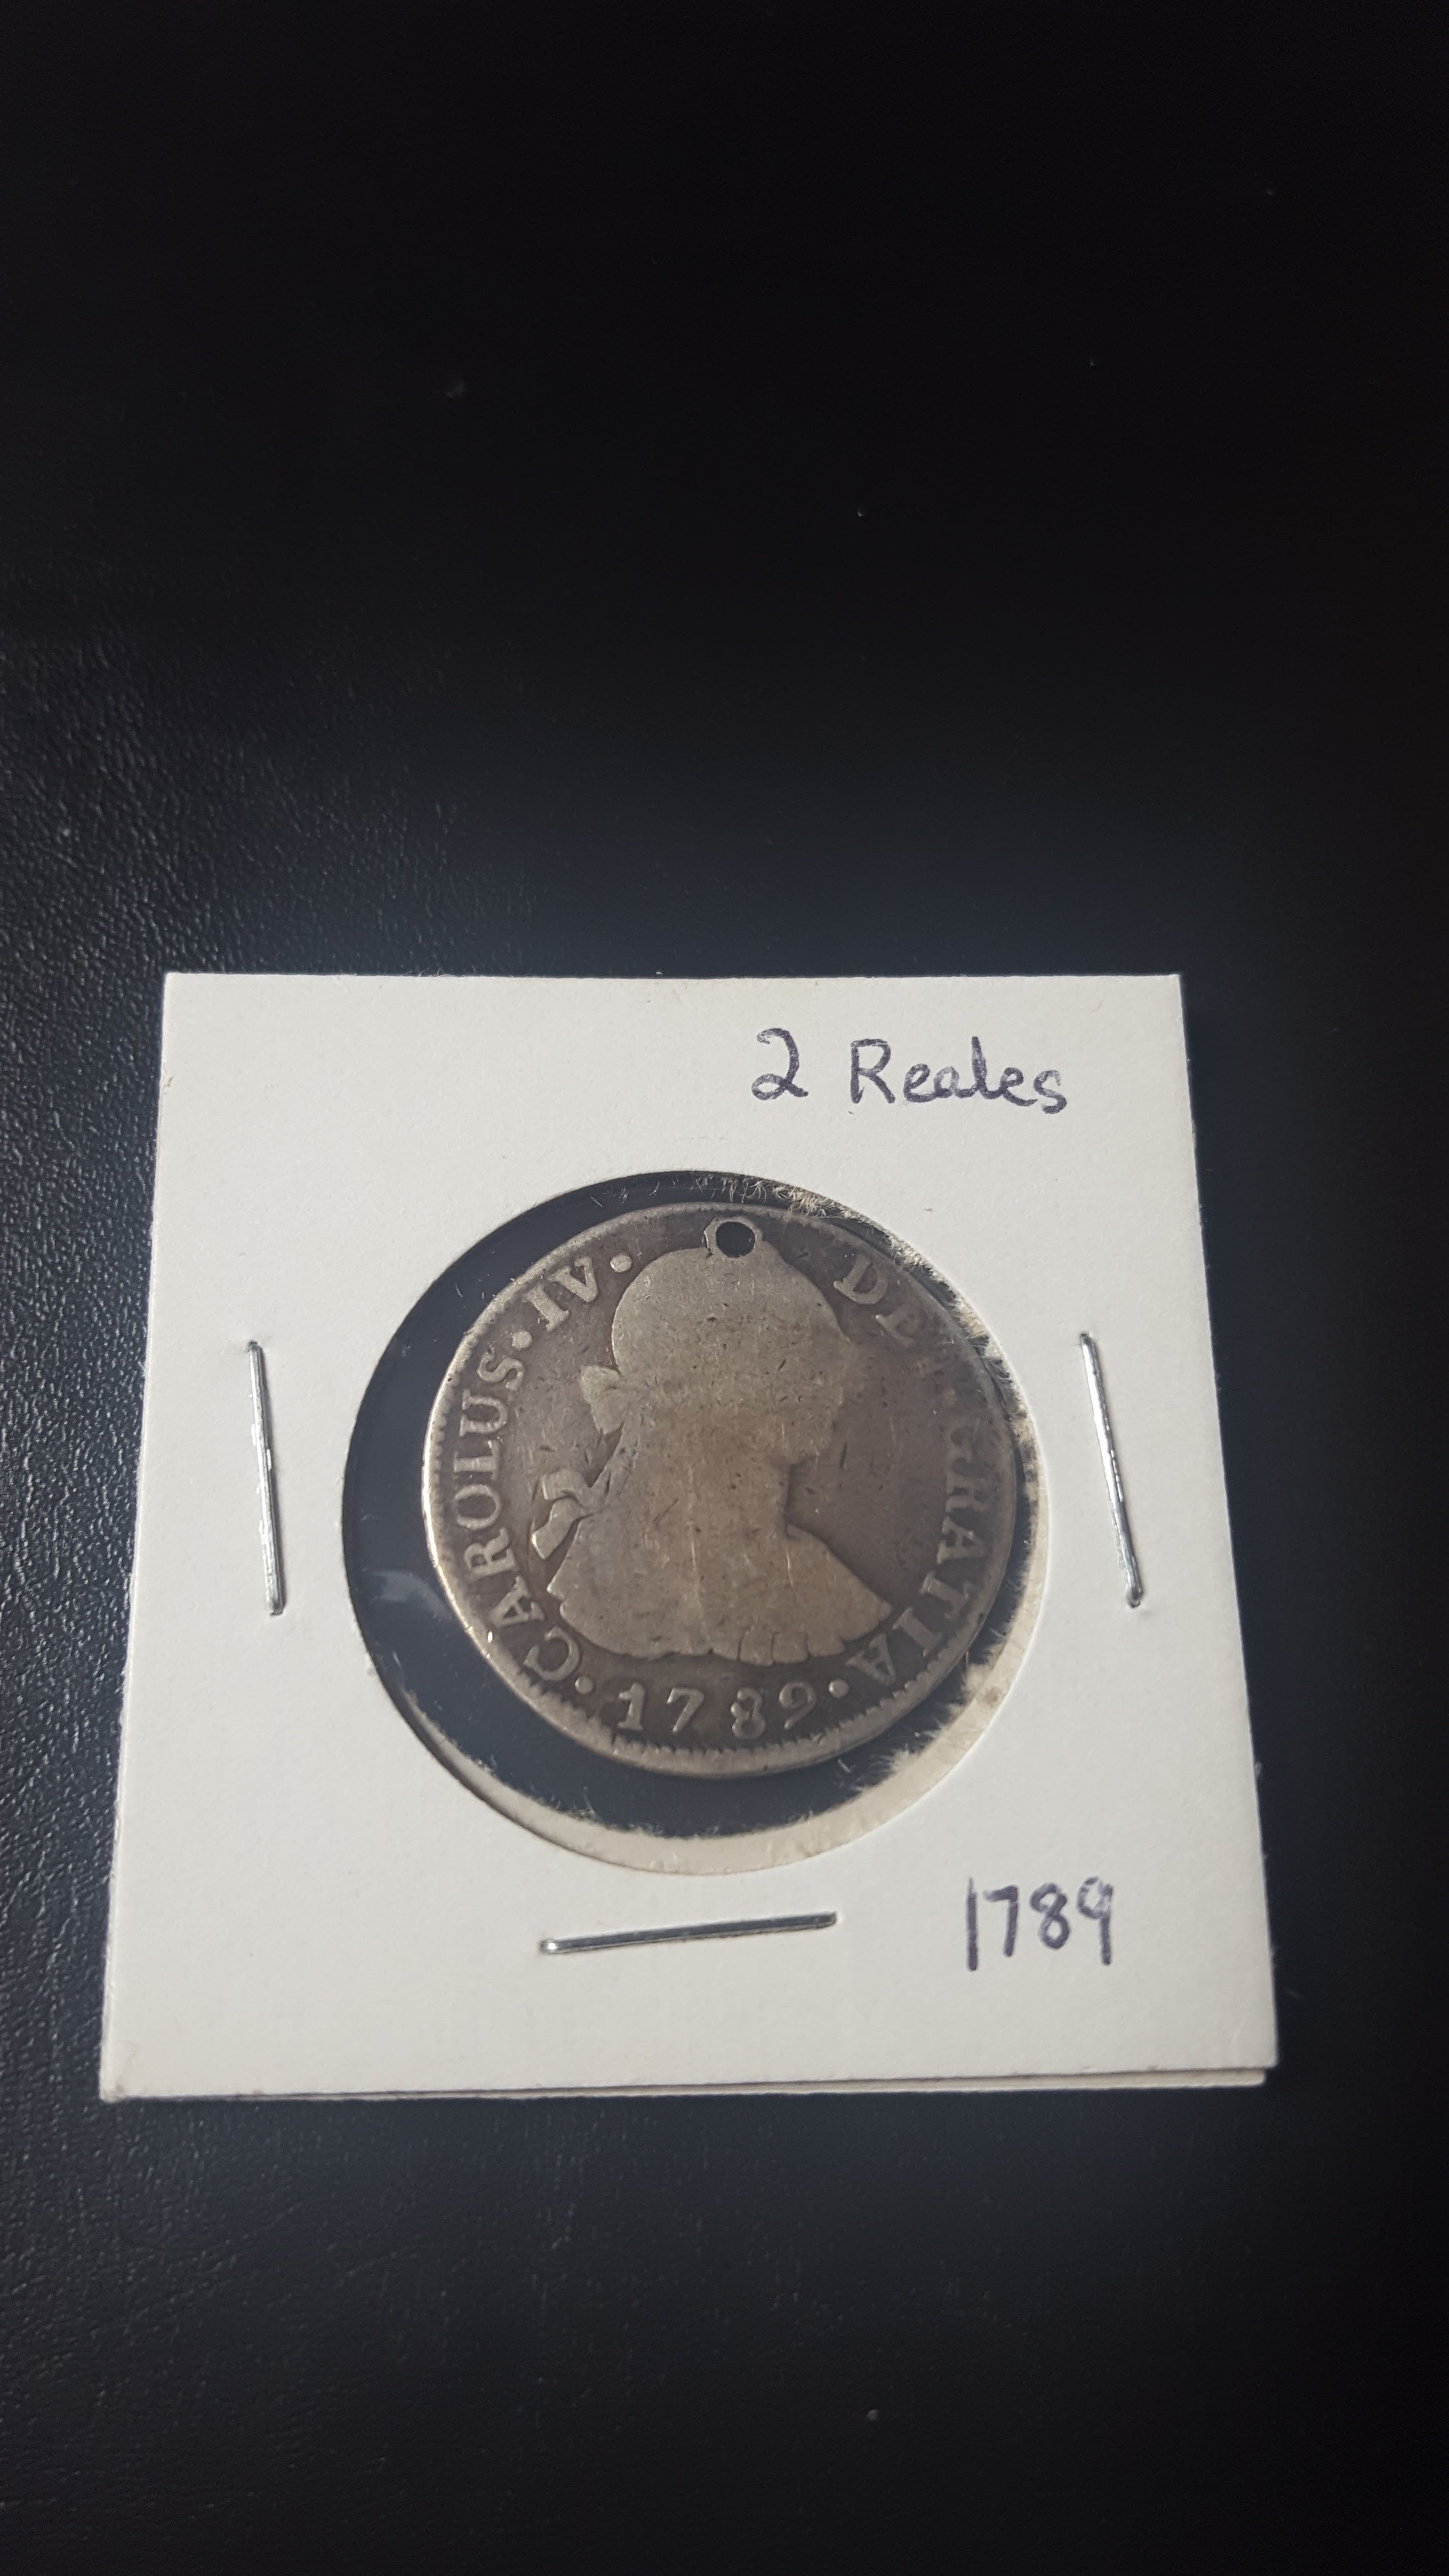 2 Reales
·CAROLUS·IV· GRATIA·
·1789·
1789